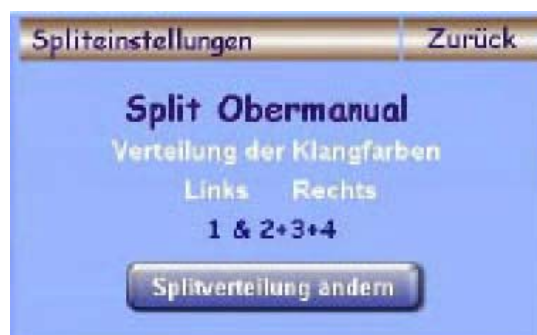 Spliteinstellungen Zurück
Split Obermanual
Verteilung der Klangfarben
Links Rechts
1 & 2+3+4
Splitverteilung ändern